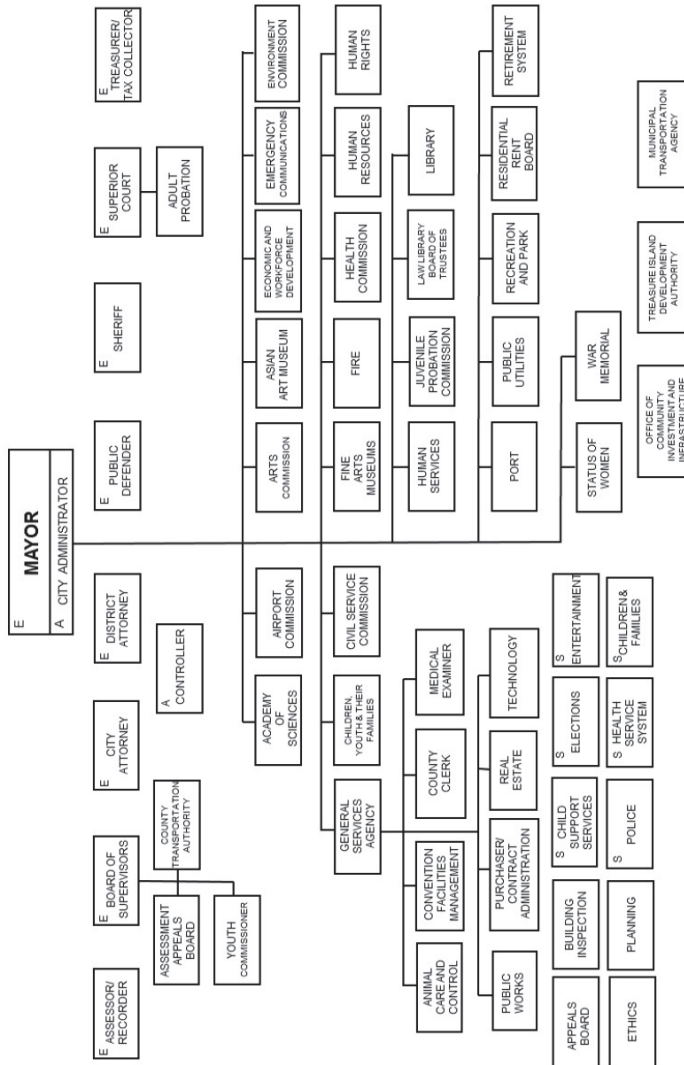 E
MAYOR
A
CITY ADMINISTRATOR
E
ASSESSOR/
RECORDER
E
BOARD OF
SUPERVISORS
E
CITY
ATTORNEY
E
DISTRICT
ATTORNEY
E
PUBLIC
DEFENDER
E
SHERIFF
E
SUPERIOR
COURT
E
TREASURER/
TAX COLLECTOR
ASSESSMENT
APPEALS
BOARD
COUNTY
TRANSPORTATION
AUTHORITY
A
CONTROLLER
ADULT
PROBATION
YOUTH
COMMISSIONER
ACADEMY
OF
SCIENCES
AIRPORT
COMMISSION
ARTS
COMMISSION
ASIAN
ART MUSEUM
ECONOMIC AND
WORKFORCE
DEVELOPMENT
EMERGENCY
COMMUNICATIONS
ENVIRONMENT
COMMISSION
GENERAL
SERVICES
AGENCY
CHILDREN,
YOUTH & THEIR
FAMILIES
CIVIL SERVICE
COMMISSION
FINE
ARTS
MUSEUMS
FIRE
HEALTH
COMMISSION
HUMAN
RESOURCES
HUMAN
RIGHTS
ANIMAL
CARE AND
CONTROL
CONVENTION
FACILITIES
MANAGEMENT
COUNTY
CLERK
MEDICAL
EXAMINER
HUMAN
SERVICES
JUVENILE
PROBATION
COMMISSION
LAW LIBRARY
BOARD OF
TRUSTEES
LIBRARY
PUBLIC
WORKS
PURCHASER/
CONTRACT
ADMINISTRATION
REAL
ESTATE
TECHNOLOGY
PORT
PUBLIC
UTILITIES
RECREATION
AND PARK
RESIDENTIAL
RENT
BOARD
RETIREMENT
SYSTEM
APPEALS
BOARD
BUILDING
INSPECTION
S
CHILD
SUPPORT
SERVICES
S
ELECTIONS
S
ENTERTAINMENT
STATUS OF
WOMEN
WAR
MEMORIAL
ETHICS
PLANNING
S
POLICE
S
HEALTH
SERVICE
SYSTEM
S
CHILDREN &
FAMILIES
OFFICE OF
COMMUNITY
INVESTMENT AND
INFRASTRUCTURE
TREASURE ISLAND
DEVELOPMENT
AUTHORITY
MUNICIPAL
TRANSPORTATION
AGENCY